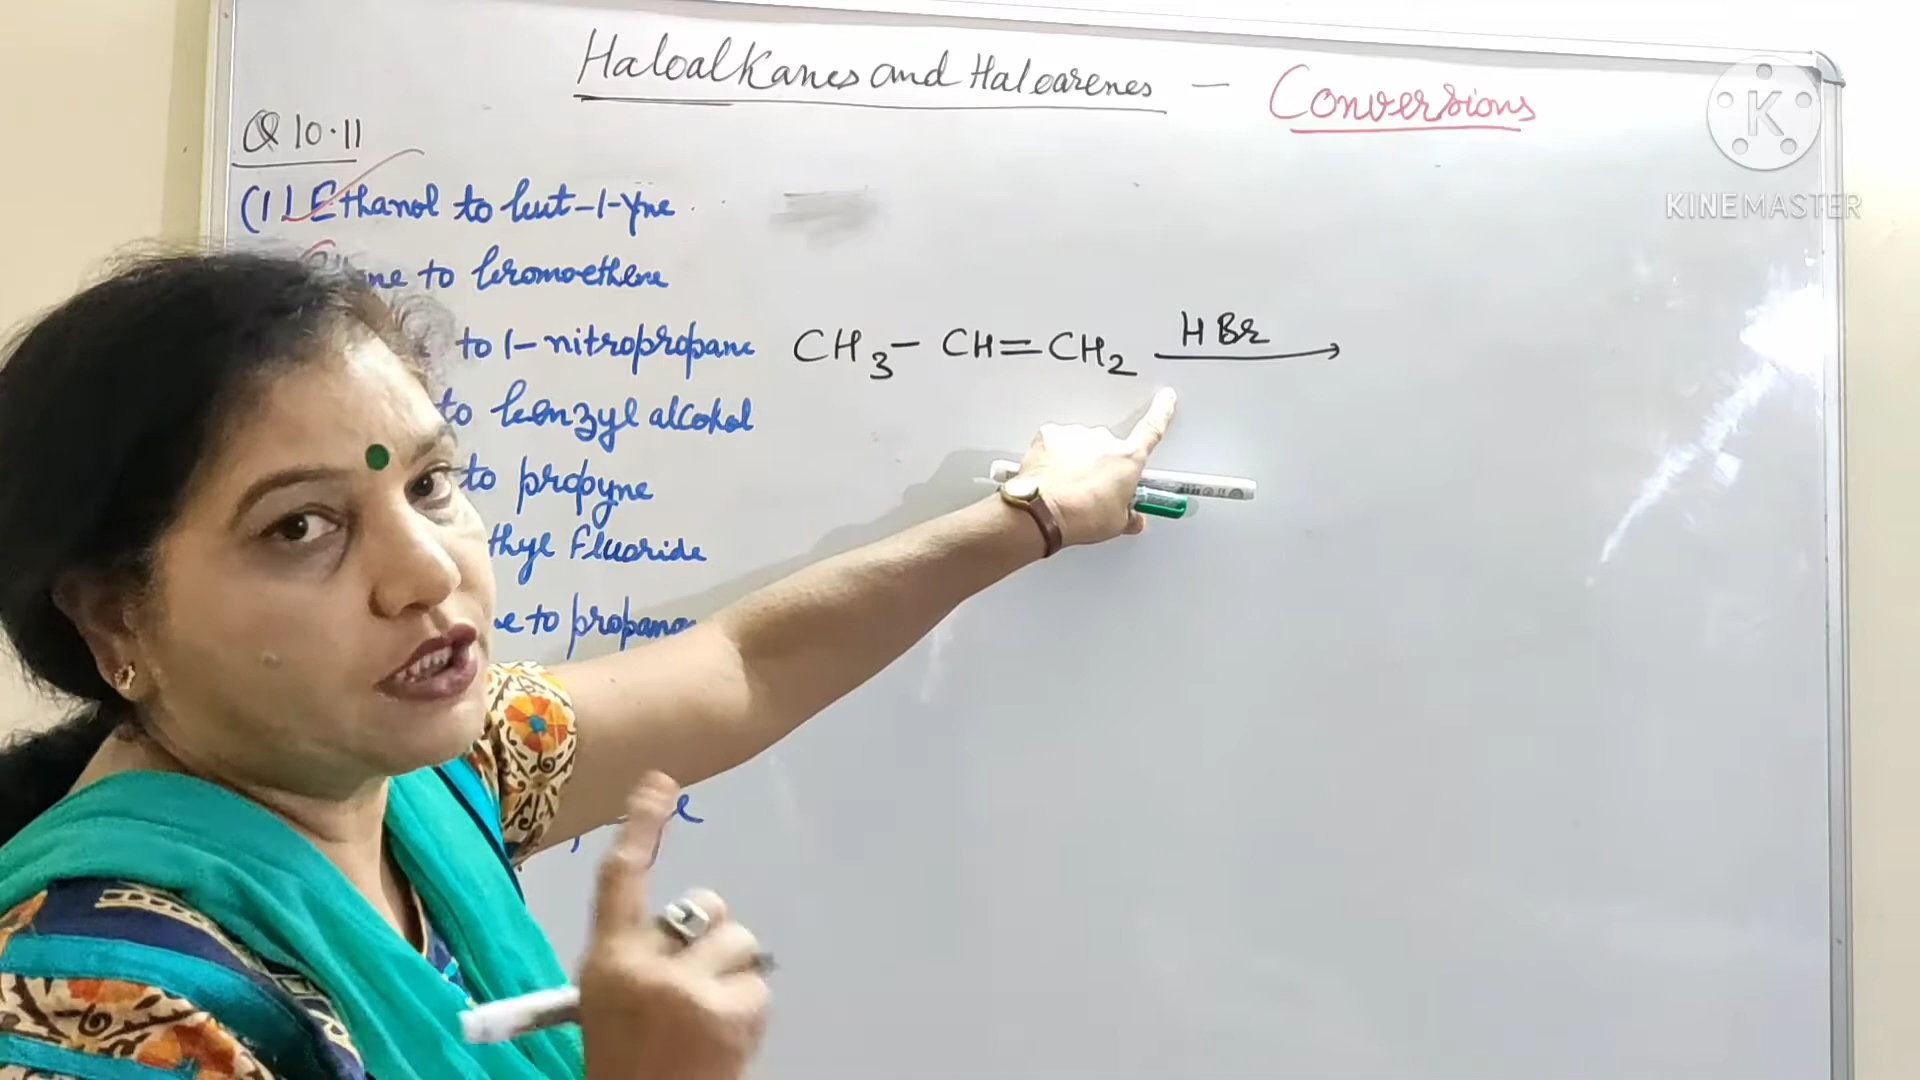 Haloalkanes and Haloarenes - Conversions
Q 10.11
(1) Ethanol to but-1-yne
ne to bromoethene
to 1-nitropropane
to benzyl alcohol
to propyne
thyl Fluoride
to propano
CH3- CH=CH2 HBr
K
KINEMASTER